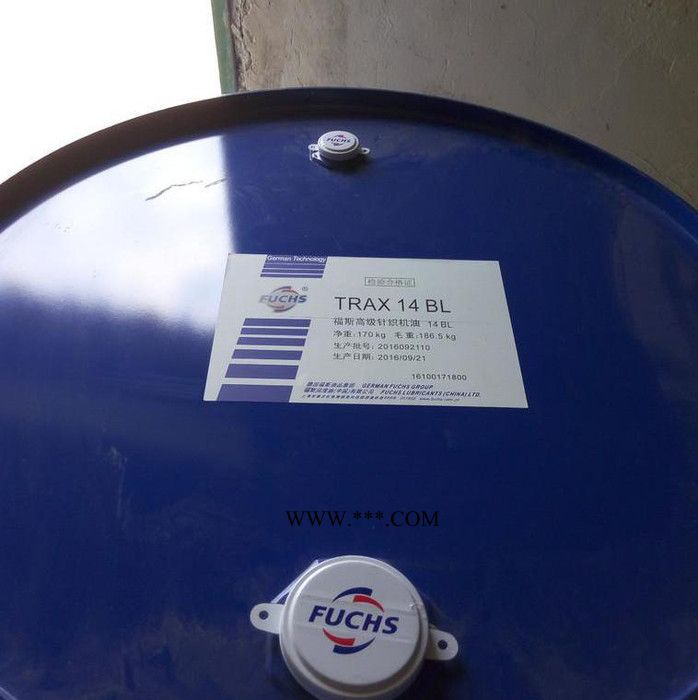 FUCHS
German Technology
检验合格证
FUCHS®
TRAX 14 BL
福斯高级针织机油 14 BL
净重:170 kg 毛重:186.5 kg
生产批号: 2016092110
生产日期: 2016/09/21
16100171800
德国福斯油品集团 GERMAN FUCHS GROUP
福斯润滑油(中国)有限公司 FUCHS LUBRICANTS (CHINA) LTD.
WWW.***.COM
FUCHS